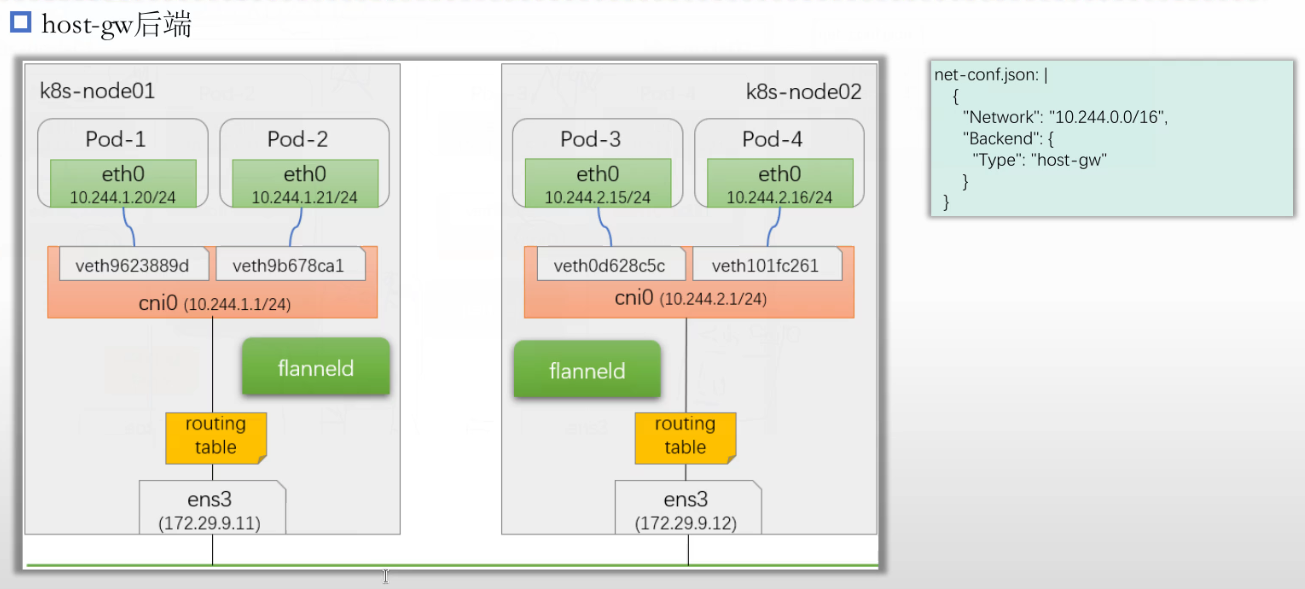 host-gw后端
k8s-node01
Pod-1
eth0
10.244.1.20/24
Pod-2
eth0
10.244.1.21/24
veth9623889d
veth9b678ca1
cni0 (10.244.1.1/24)
flanneld
routing
table
ens3
(172.29.9.11)
k8s-node02
Pod-3
eth0
10.244.2.15/24
Pod-4
eth0
10.244.2.16/24
veth0d628c5c
veth101fc261
cni0 (10.244.2.1/24)
flanneld
routing
table
ens3
(172.29.9.12)
net-conf.json: |
{
"Network": "10.244.0.0/16",
"Backend": {
"Type": "host-gw"
}
}